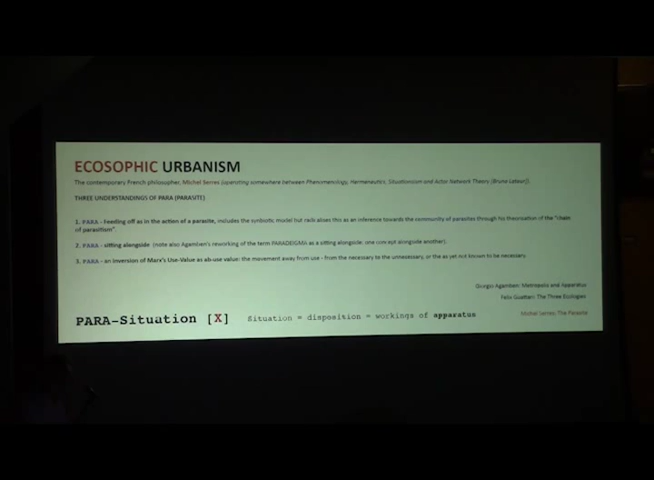 ECOSOPHIC URBANISM
The contemporary French philosopher, Michel Serres (operating somewhere between Phenomenology, Hermeneutics, Situationism and Actor Network Theory (Bruno Latour)).
THREE UNDERSTANDINGS OF PARA (PARASITE)
1. PARA - Feeding off as in the action of a parasite, includes the symbiotic model but radicalises this as an inference towards the community of parasites through his theorisation of the "chain
of parasitism".
2. PARA - sitting alongside (note also Agamben's reworking of the term PARADEIGMA as a sitting alongside: one concept alongside another).
3. PARA - an inversion of Marx's Use-Value as ab-use value: the movement away from use - from the necessary to the unnecessary, or the as yet not known to be necessary.
Giorgio Agamben: Metropolis and Apparatus
Felix Guattari: The Three Ecologies
Michel Serres, The Parasite
PARA-Situation [X] Situation = disposition = workings of apparatus